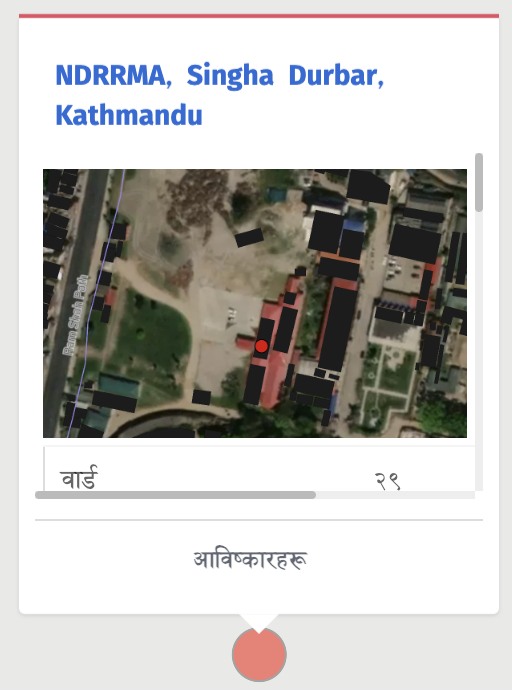 NDRRMA, Singha Durbar,
Kathmandu
Ram Shah Path
वार्ड २९
आविष्कारहरू